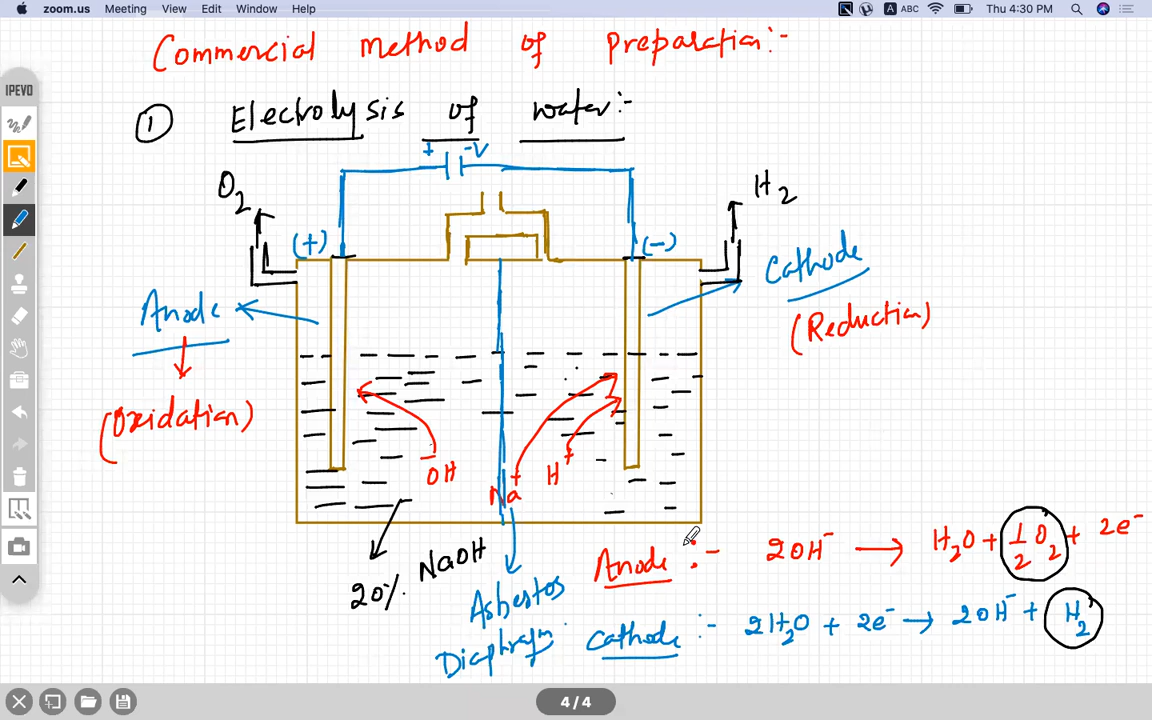 zoom.us Meeting View Edit Window Help
A ABC Thu 4:30 PM
IPEVO
Commercial method of preparation:-
① Electrolysis of water:-
+ -V
O₂
H₂
(+)
(-)
Anode
Cathode
(Oxidation)
(Reduction)
⁻OH
Na⁺
H⁺
20% NaOH
Asbestos
Diaphragm
Anode :- 2OH⁻ → H₂O + 1/2 O₂ + 2e⁻
Cathode :- 2H₂O + 2e⁻ → 2OH⁻ + H₂
4/4